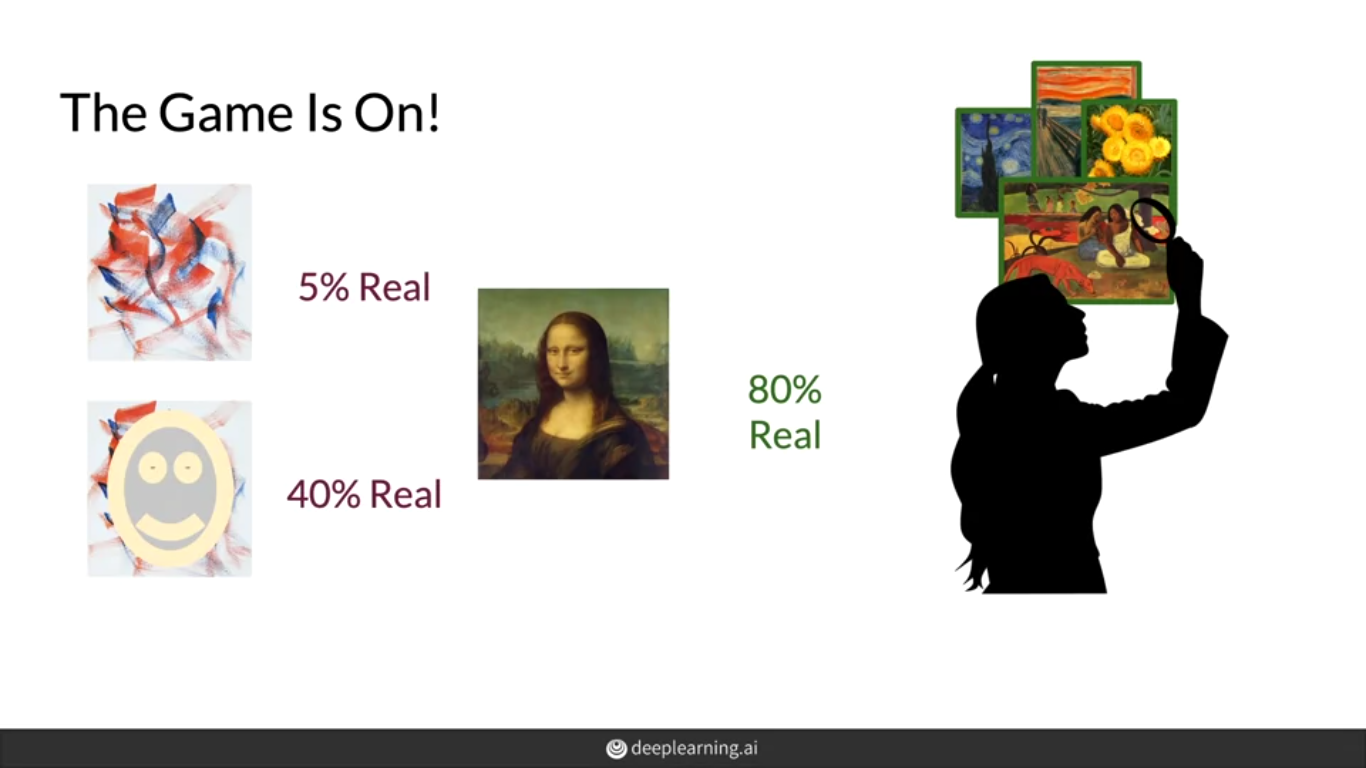 The Game Is On!
5% Real
80%
Real
40% Real
deeplearning.ai